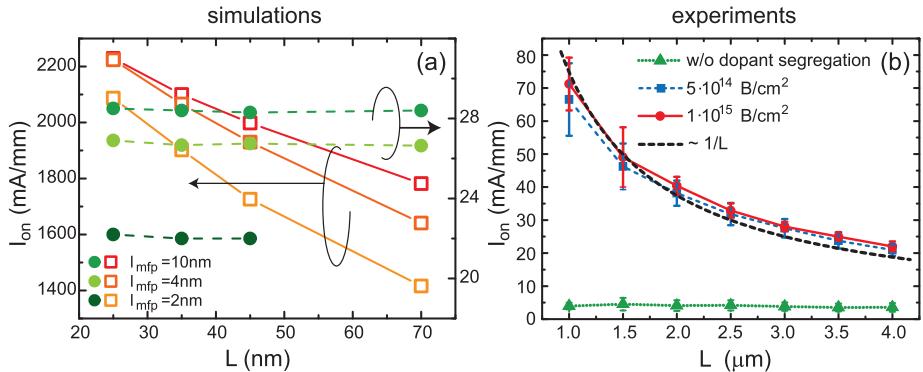 simulations
experiments
(a)
2200
2000
1800
1600
1400
I_on (mA/mm)
28
24
20
I_on (mA/mm)
l_mfp=10nm
l_mfp=4nm
l_mfp=2nm
20 30 40 50 60 70
L (nm)
(b)
w/o dopant segregation
5·10^14 B/cm^2
1·10^15 B/cm^2
~ 1/L
80
70
60
50
40
30
20
10
0
1.0 1.5 2.0 2.5 3.0 3.5 4.0
L (μm)